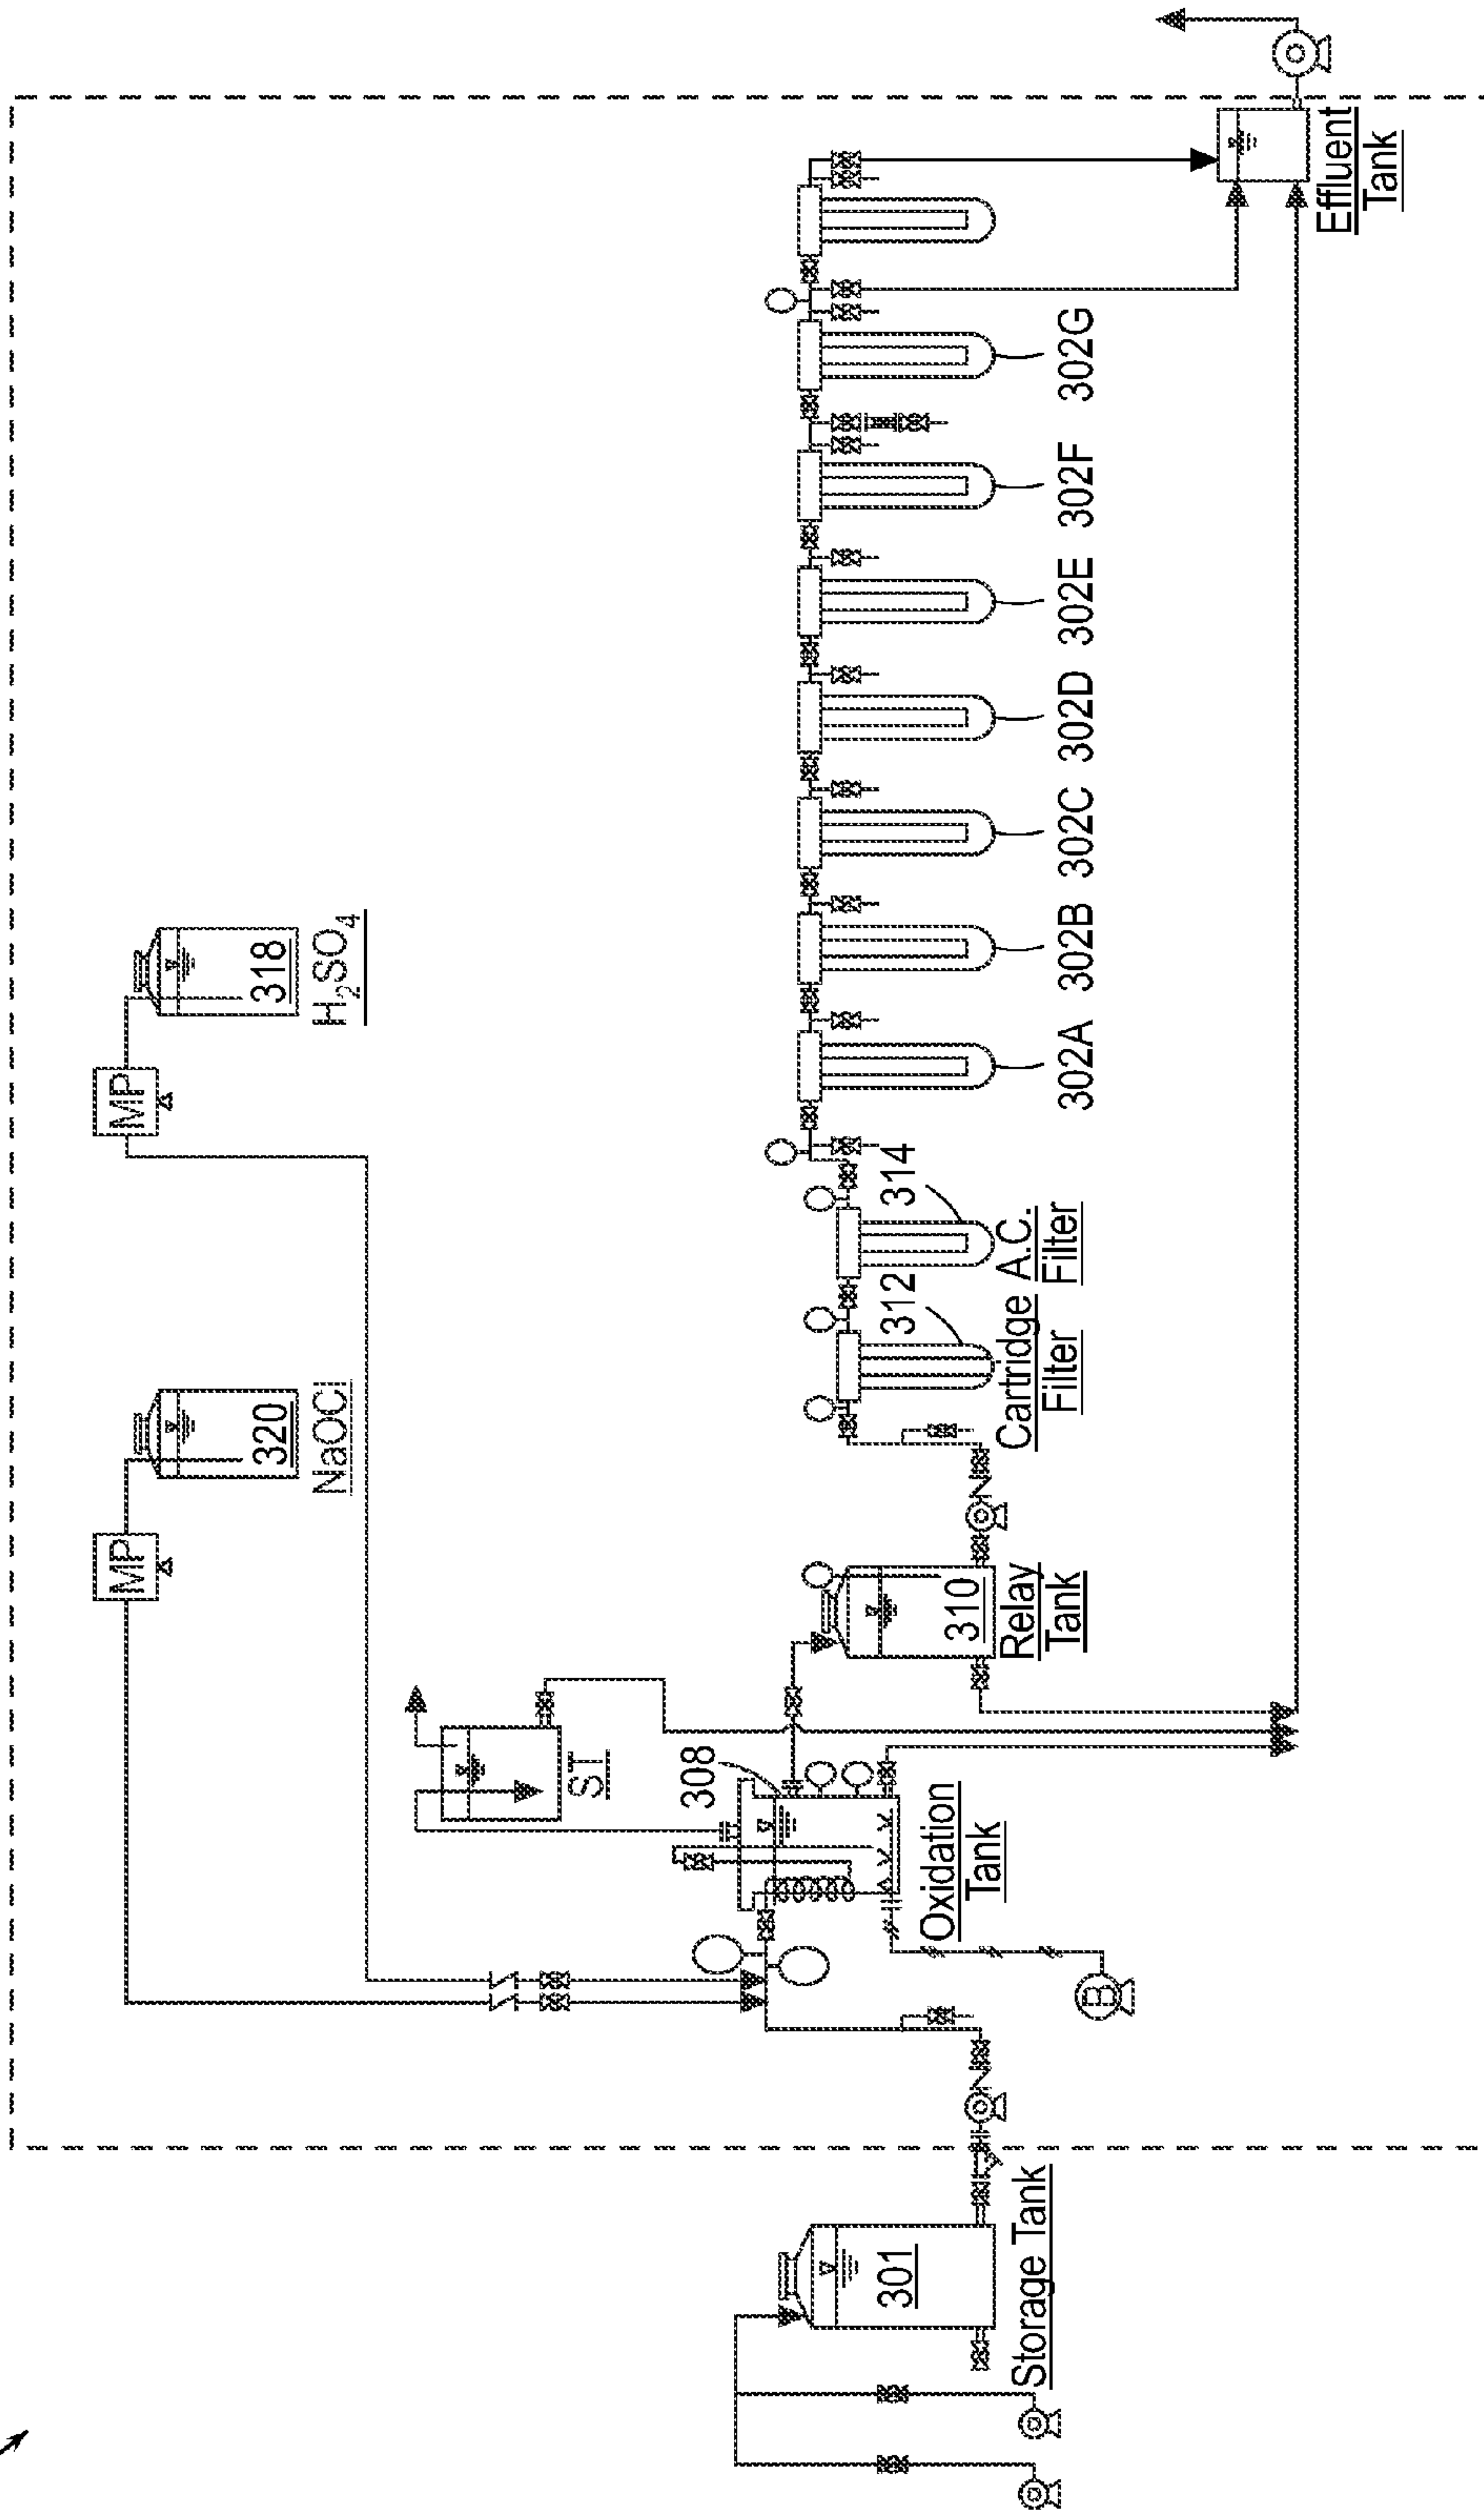 MP
318
H₂SO₄
MP
320
NaOCl
ST
308
Oxidation
Tank
310
Relay
Tank
312
Cartridge
Filter
314
A.C.
Filter
302A
302B
302C
302D
302E
302F
302G
301
Storage Tank
B
Effluent
Tank